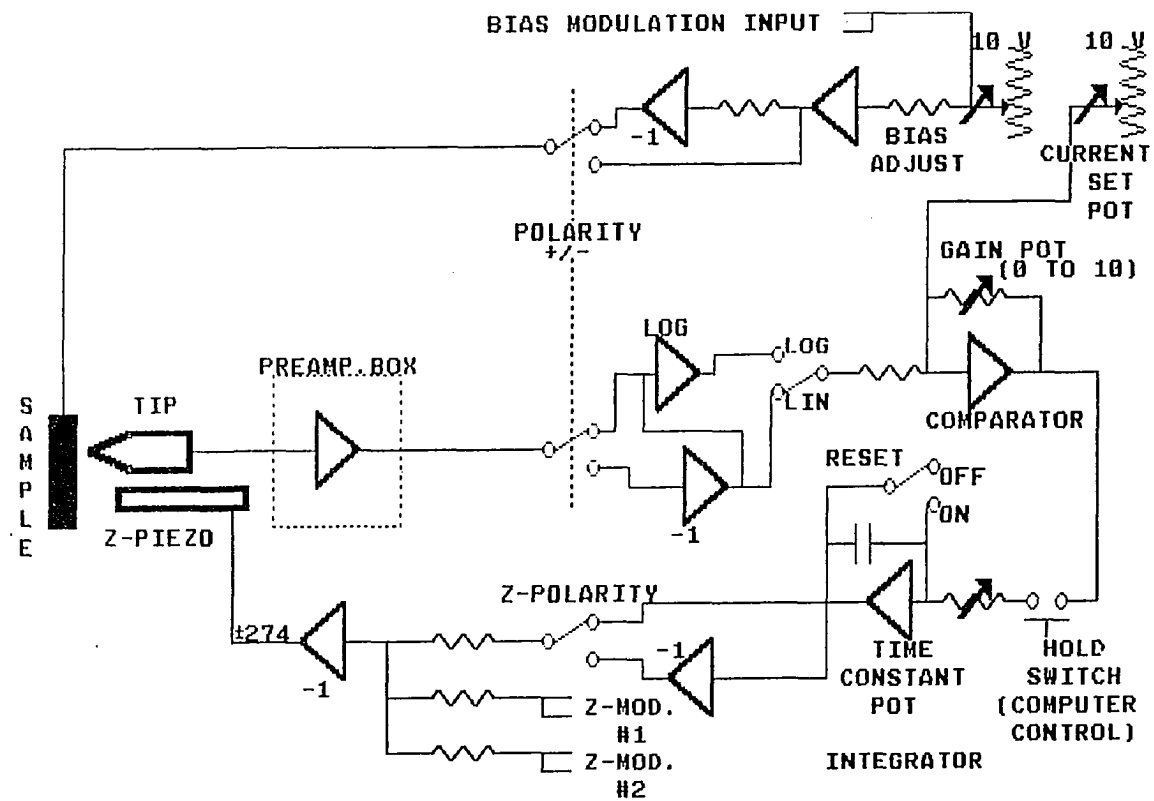 BIAS MODULATION INPUT
10 V
10 V
-1
BIAS
ADJUST
CURRENT
SET
POT
POLARITY
+/-
GAIN POT
(0 TO 10)
LOG
LOG
LIN
PREAMP.BOX
SAMPLE
TIP
COMPARATOR
RESET
OFF
ON
-1
Z-PIEZO
Z-POLARITY
±274
-1
-1
TIME
CONSTANT
POT
HOLD
SWITCH
(COMPUTER
CONTROL)
Z-MOD.
#1
Z-MOD.
#2
INTEGRATOR